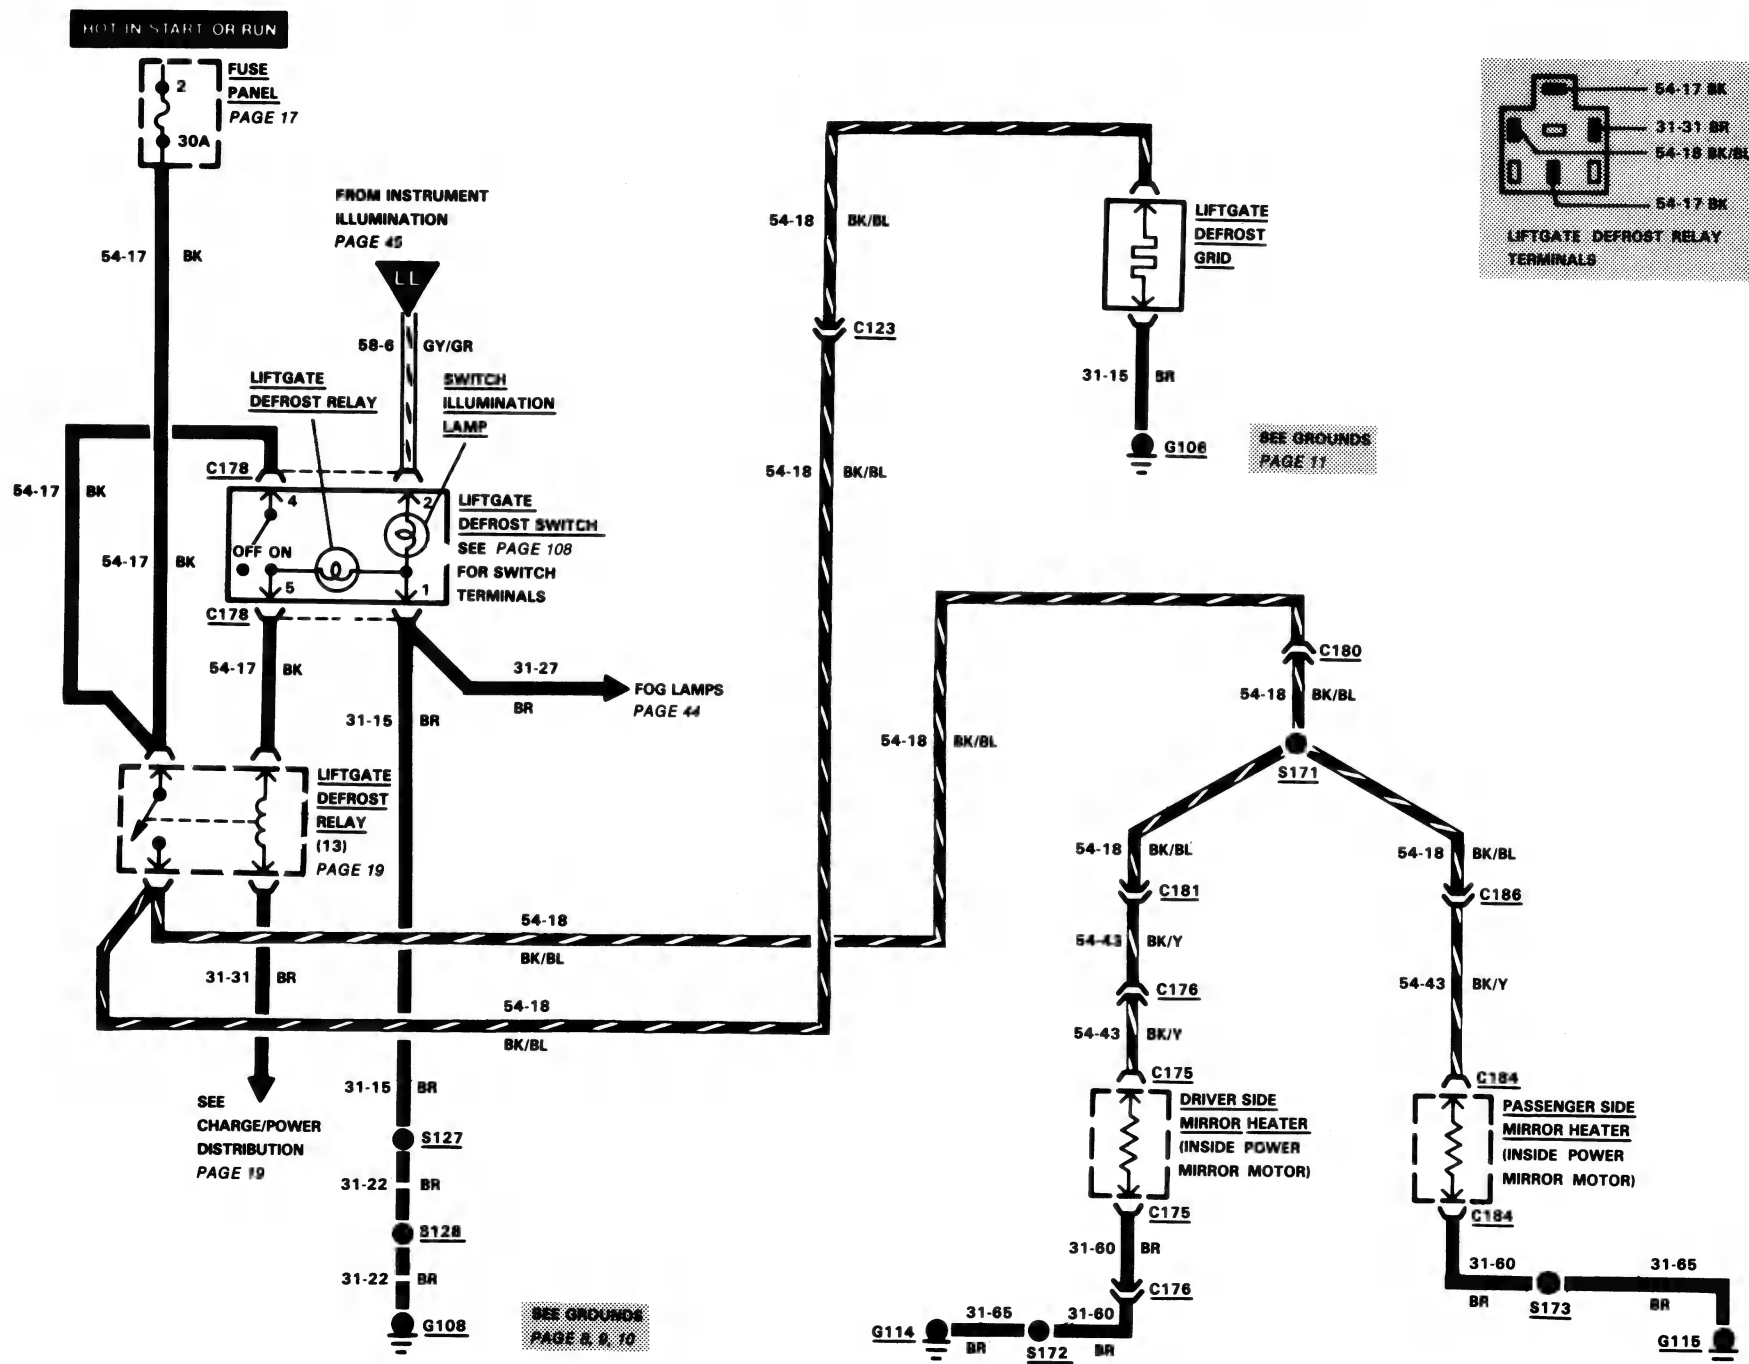 HOT IN START OR RUN
2
30A
FUSE
PANEL
PAGE 17
54-17 BK
FROM INSTRUMENT
ILLUMINATION
PAGE 45
LL
58-6 GY/GR
LIFTGATE
DEFROST RELAY
SWITCH
ILLUMINATION
LAMP
C178
54-17 BK
54-17 BK
4
2
OFF ON
5
1
LIFTGATE
DEFROST SWITCH
SEE PAGE 108
FOR SWITCH
TERMINALS
C178
54-17 BK
31-27
BR
FOG LAMPS
PAGE 44
31-15 BR
LIFTGATE
DEFROST
RELAY
(13)
PAGE 19
54-18
BK/BL
31-31 BR
54-18
BK/BL
SEE
CHARGE/POWER
DISTRIBUTION
PAGE 19
31-15 BR
S127
31-22 BR
S128
31-22 BR
G108
SEE GROUNDS
PAGE 8, 9, 10
54-18 BK/BL
C123
54-18 BK/BL
LIFTGATE
DEFROST
GRID
31-15 BR
G106
SEE GROUNDS
PAGE 11
54-17 BK
31-31 BR
54-18 BK/BL
54-17 BK
LIFTGATE DEFROST RELAY
TERMINALS
54-18 BK/BL
C180
54-18 BK/BL
S171
54-18 BK/BL
C181
54-43 BK/Y
C176
54-43 BK/Y
C175
DRIVER SIDE
MIRROR HEATER
(INSIDE POWER
MIRROR MOTOR)
C175
31-60 BR
C176
31-60
BR
S172
31-65
BR
G114
54-18 BK/BL
C186
54-43 BK/Y
C184
PASSENGER SIDE
MIRROR HEATER
(INSIDE POWER
MIRROR MOTOR)
C184
31-60
BR
S173
31-65
BR
G115